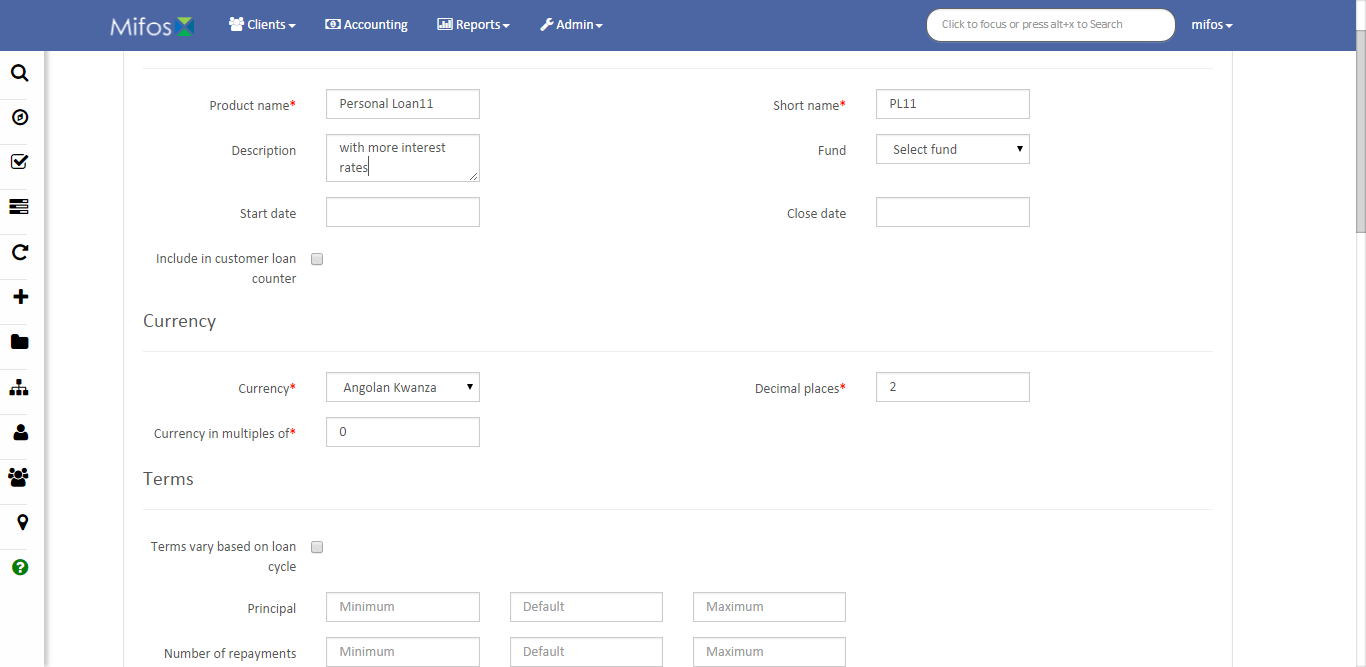 Mifos Clients Accounting Reports Admin Click to focus or press alt+x to Search mifos
Product name* Personal Loan11 Short name* PL11
Description with more interest rates Fund Select fund
Start date Close date
Include in customer loan
counter
Currency
Currency* Angolan Kwanza Decimal places* 2
Currency in multiples of* 0
Terms
Terms vary based on loan
cycle
Principal Minimum Default Maximum
Number of repayments Minimum Default Maximum